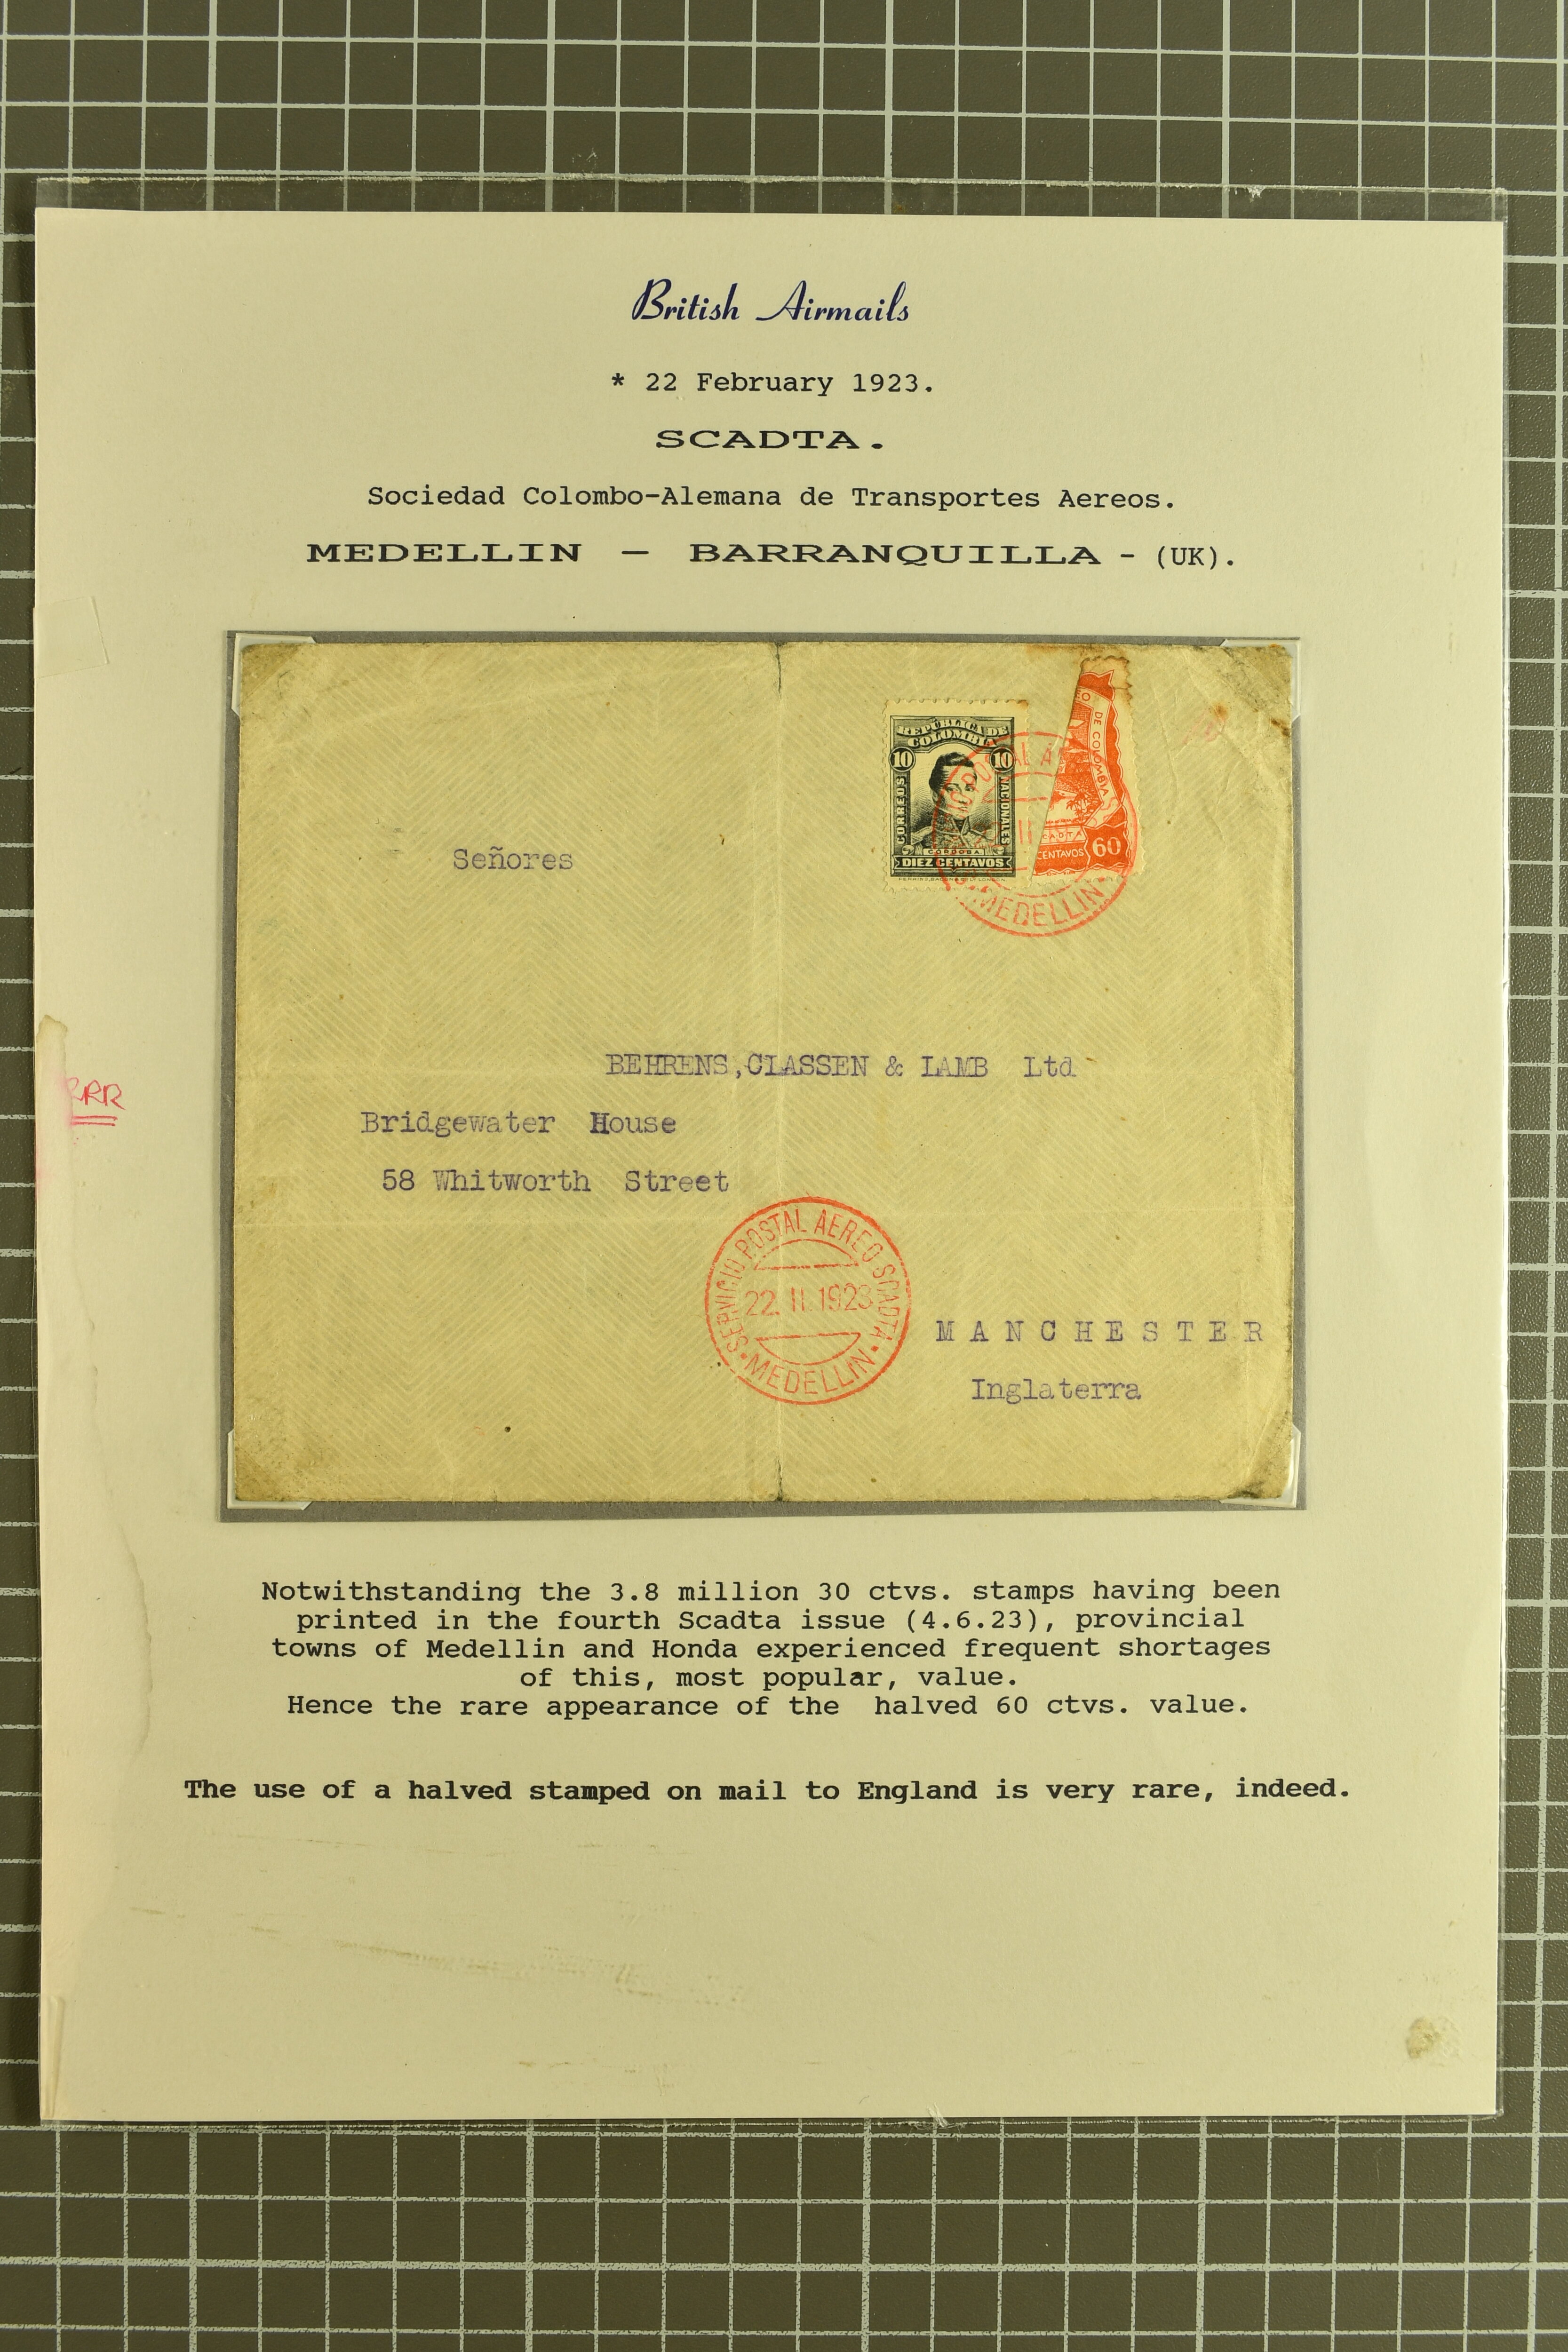 British Airmails
* 22 February 1923.
SCADTA.
Sociedad Colombo-Alemana de Transportes Aereos.
MEDELLIN — BARRANQUILLA - (UK).
REPÚBLICA DE
COLOMBIA
10 10
CORREOS
NACIONALES
CÓRDOBA
DIEZ CENTAVOS
DE COLOMBIA
CENTAVOS 60
MEDELLIN
Señores
BEHRENS, CLASSEN & LAMB Ltd
Bridgewater House
58 Whitworth Street
SERVICIO POSTAL AEREO SCADTA
22. II. 1923
MEDELLIN
MANCHESTER
Inglaterra
RRR
Notwithstanding the 3.8 million 30 ctvs. stamps having been
printed in the fourth Scadta issue (4.6.23), provincial
towns of Medellin and Honda experienced frequent shortages
of this, most popular, value.
Hence the rare appearance of the halved 60 ctvs. value.
The use of a halved stamped on mail to England is very rare, indeed.